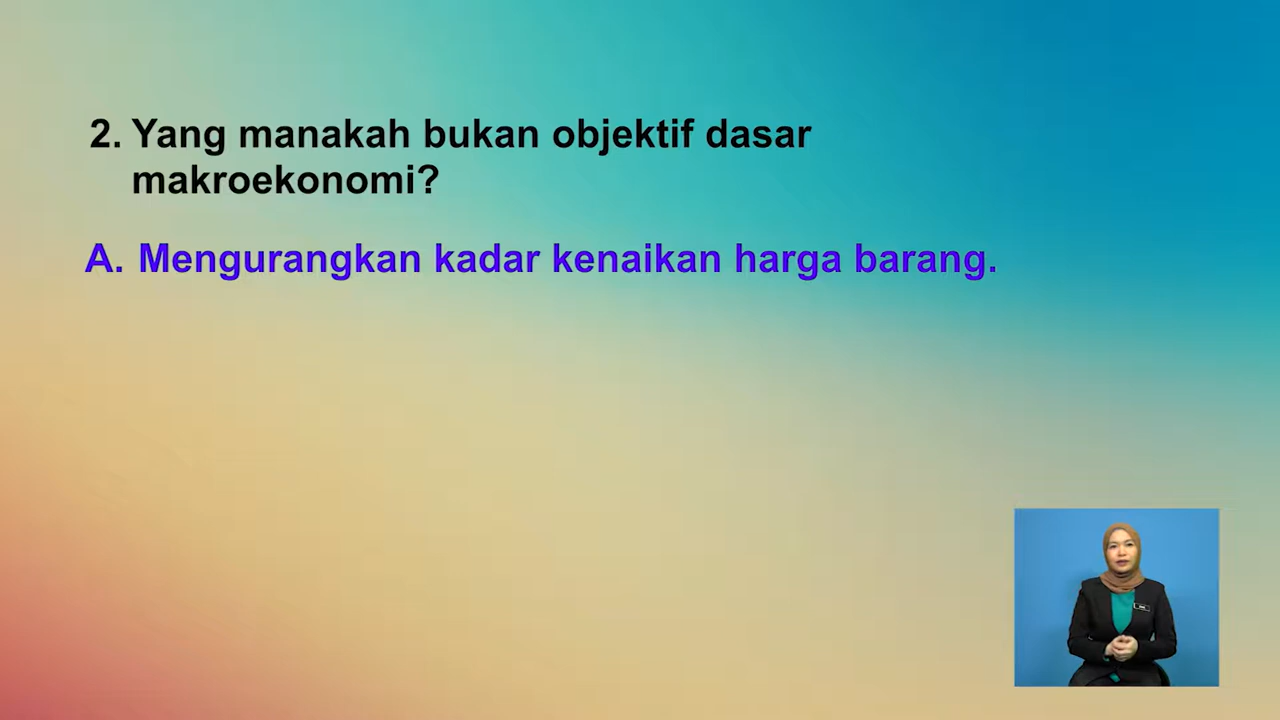 2. Yang manakah bukan objektif dasar
makroekonomi?
A. Mengurangkan kadar kenaikan harga barang.